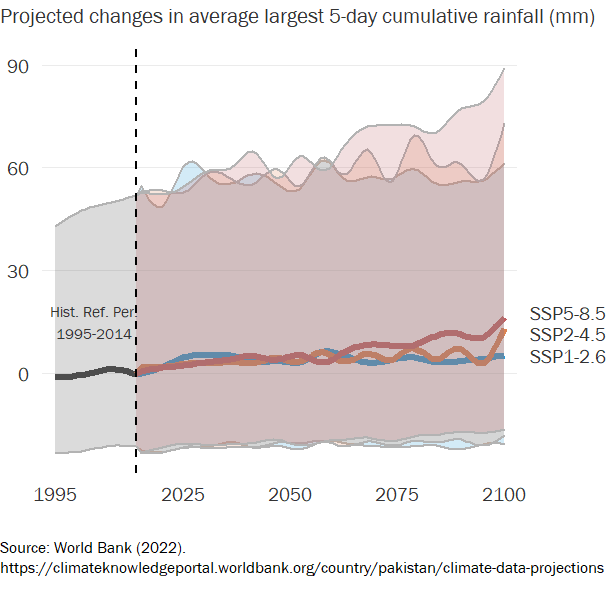 Projected changes in average largest 5-day cumulative rainfall (mm)
90
60
30
0
Hist. Ref. Per
1995-2014
SSP5-8.5
SSP2-4.5
SSP1-2.6
1995 2025 2050 2075 2100
Source: World Bank (2022).
https://climateknowledgeportal.worldbank.org/country/pakistan/climate-data-projections